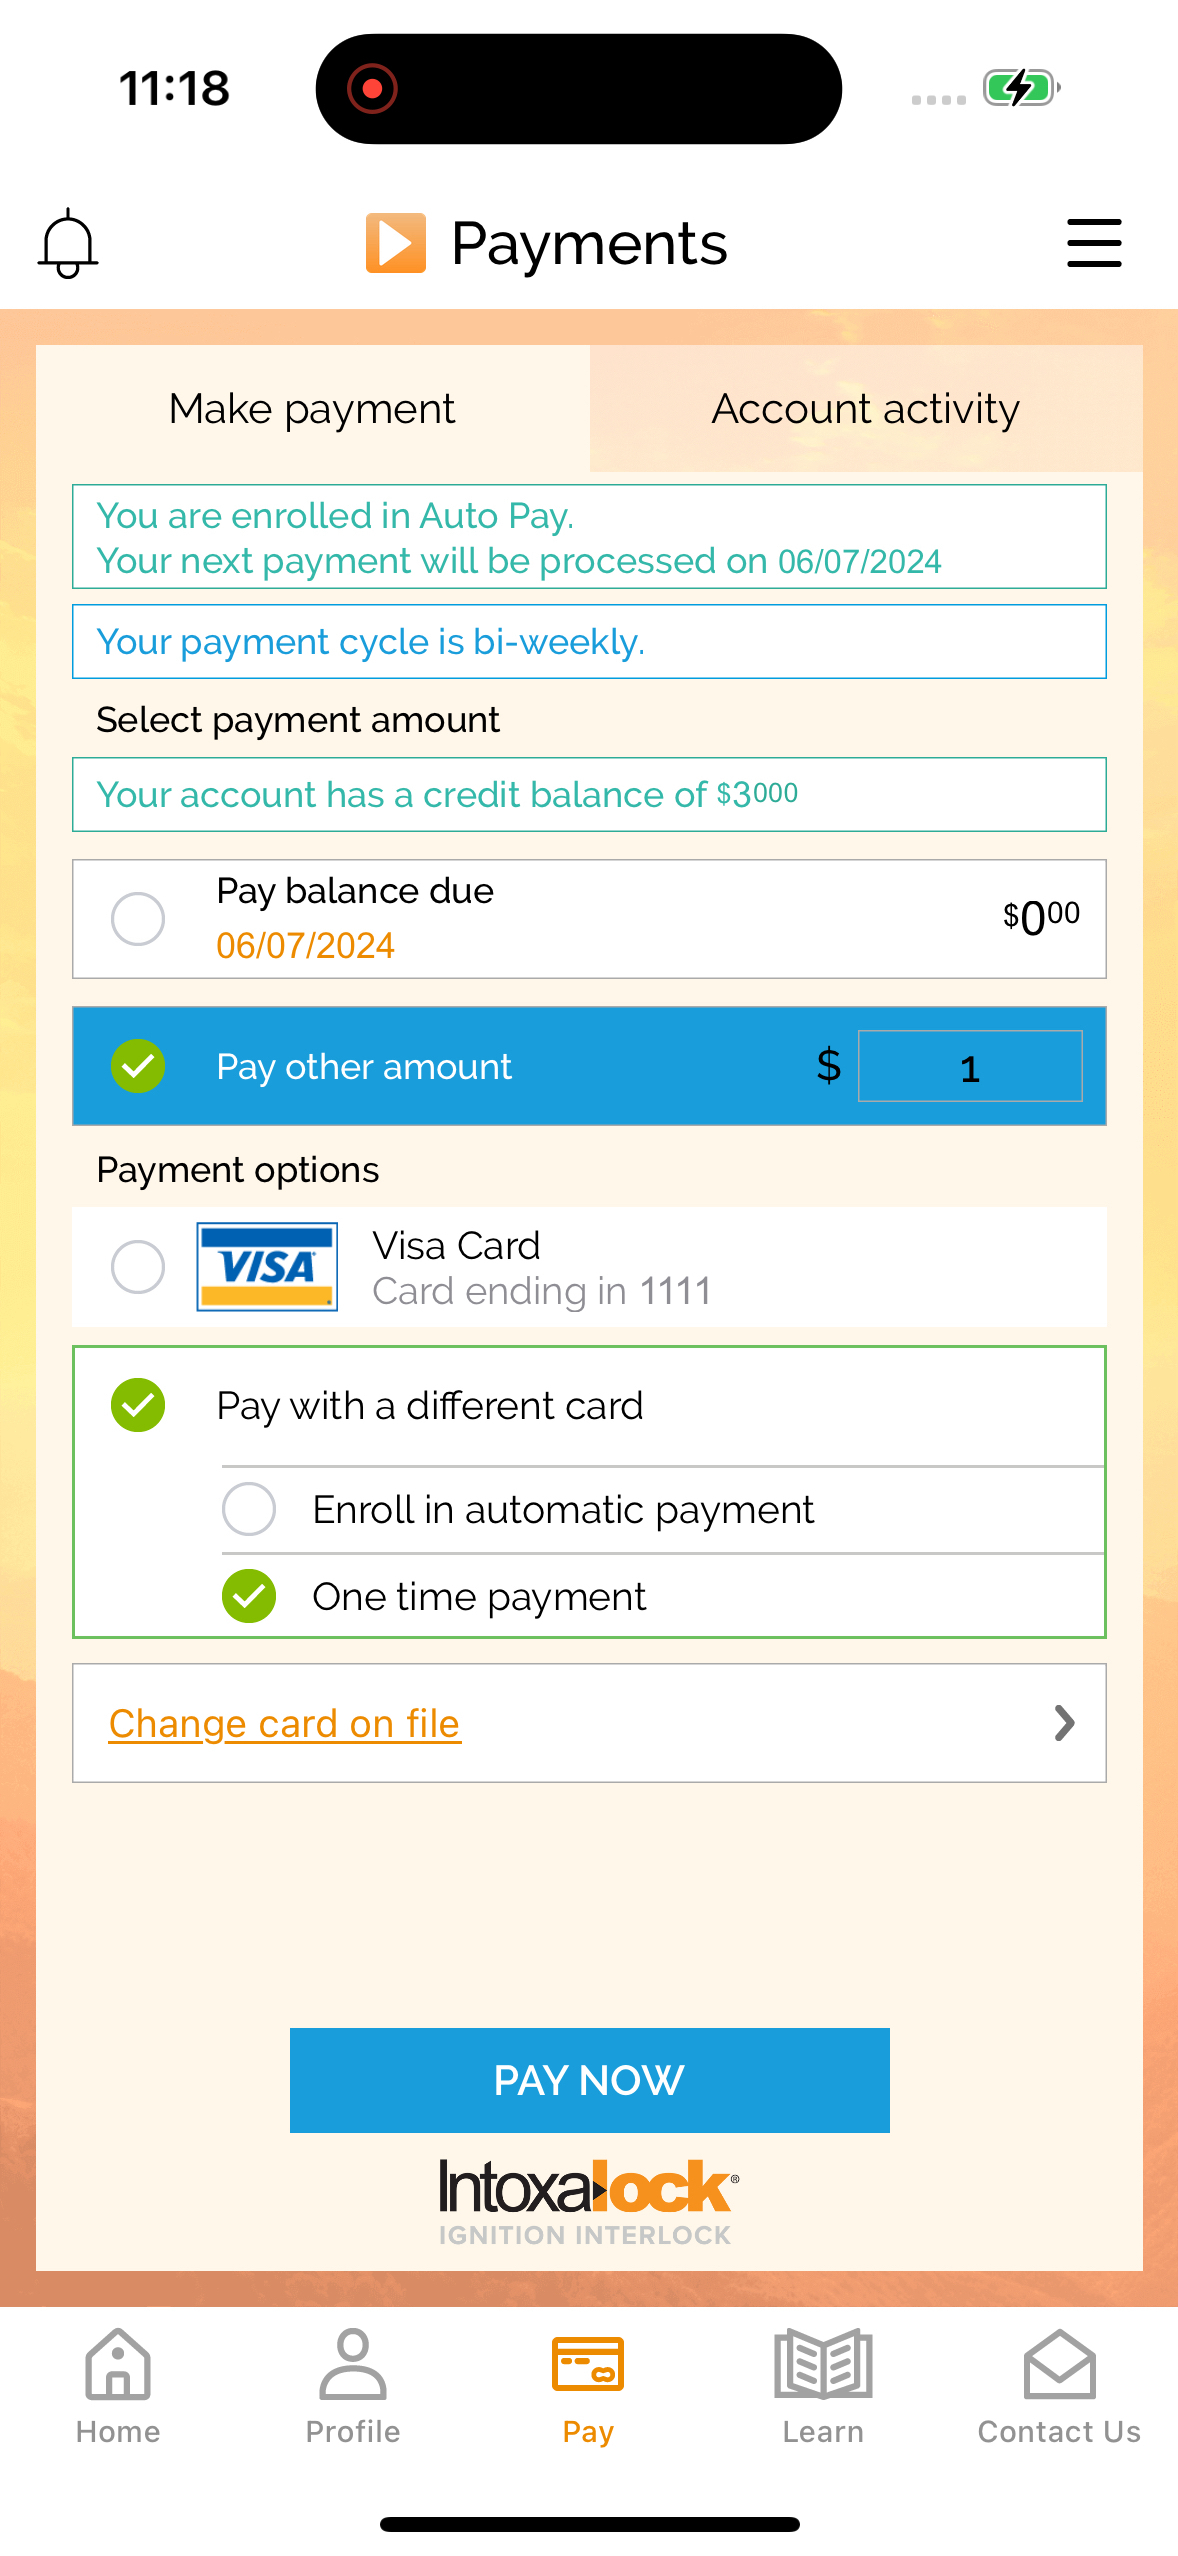 11:18
Payments
Make payment
Account activity
You are enrolled in Auto Pay.
Your next payment will be processed on 06/07/2024
Your payment cycle is bi-weekly.
Select payment amount
Your account has a credit balance of $3000
Pay balance due
$000
06/07/2024
Pay other amount $ 1
Payment options
VISA
Visa Card
Card ending in 1111
Pay with a different card
Enroll in automatic payment
One time payment
Change card on file
PAY NOW
Intoxalock®
IGNITION INTERLOCK
Home
Profile
Pay
Learn
Contact Us